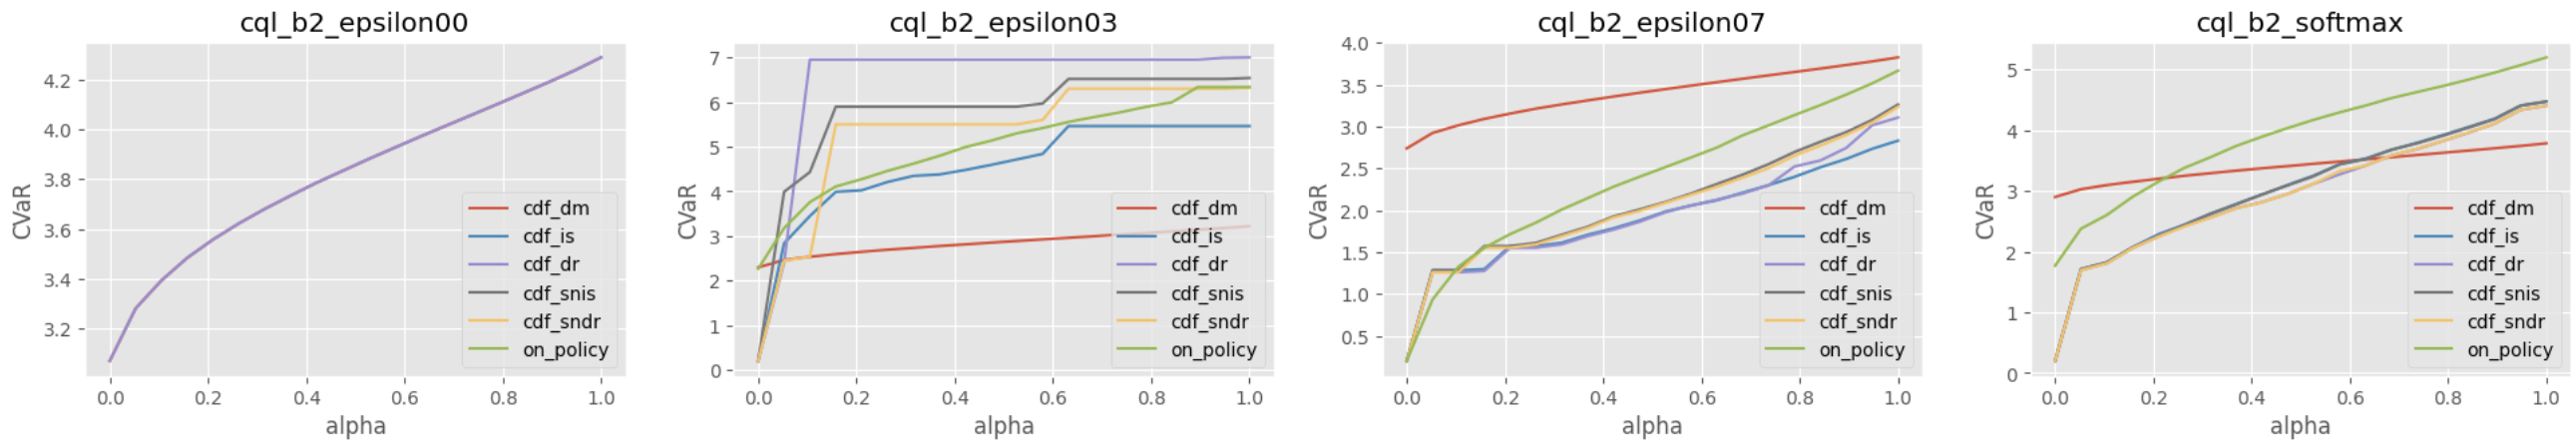 cql_b2_epsilon00
CVaR
4.2
4.0
3.8
3.6
3.4
3.2
0.0 0.2 0.4 0.6 0.8 1.0
alpha
cdf_dm
cdf_is
cdf_dr
cdf_snis
cdf_sndr
on_policy
cql_b2_epsilon03
CVaR
7
6
5
4
3
2
1
0
0.0 0.2 0.4 0.6 0.8 1.0
alpha
cdf_dm
cdf_is
cdf_dr
cdf_snis
cdf_sndr
on_policy
cql_b2_epsilon07
CVaR
4.0
3.5
3.0
2.5
2.0
1.5
1.0
0.5
0.0 0.2 0.4 0.6 0.8 1.0
alpha
cdf_dm
cdf_is
cdf_dr
cdf_snis
cdf_sndr
on_policy
cql_b2_softmax
CVaR
5
4
3
2
1
0
0.0 0.2 0.4 0.6 0.8 1.0
alpha
cdf_dm
cdf_is
cdf_dr
cdf_snis
cdf_sndr
on_policy